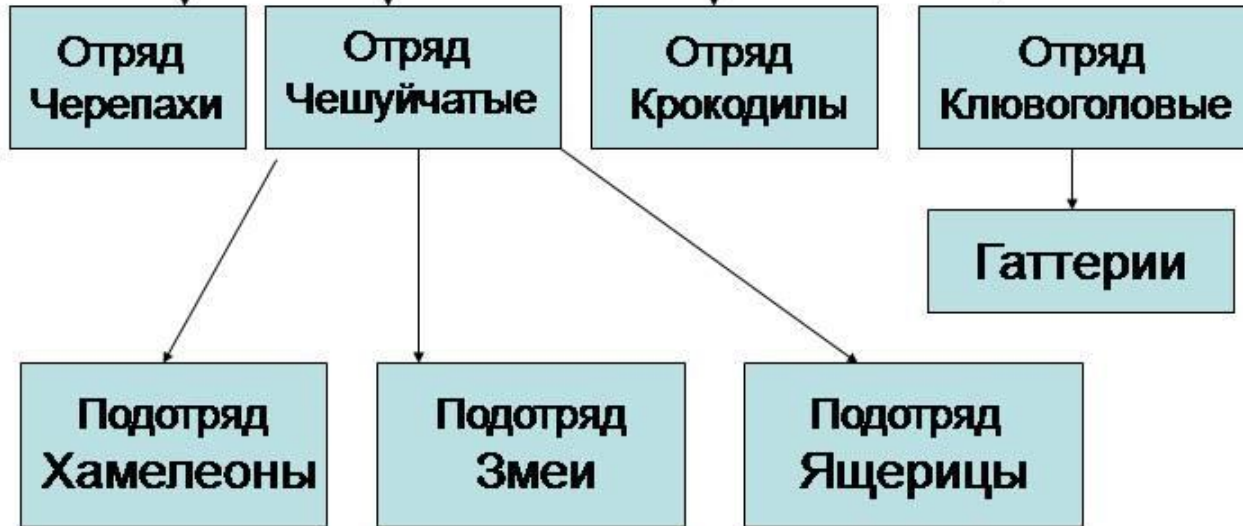 Отряд
Черепахи
Отряд
Чешуйчатые
Отряд
Крокодилы
Отряд
Клювоголовые
Гаттерии
Подотряд
Хамелеоны
Подотряд
Змеи
Подотряд
Ящерицы